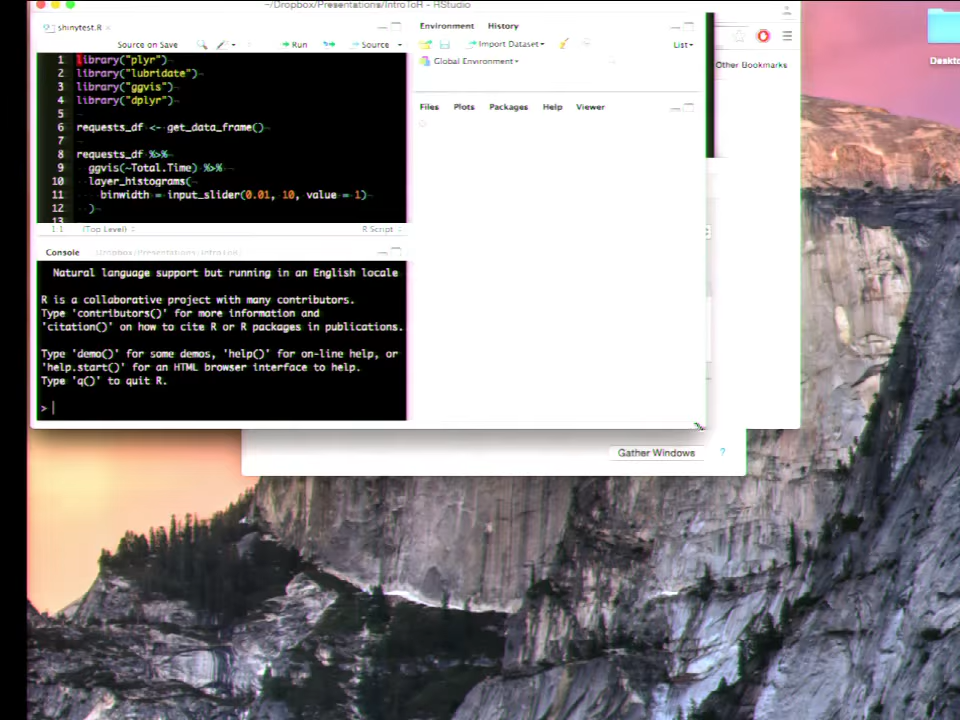 ~/Dropbox/Presentations/IntroToR - RStudio
shinytest.R
Source on Save
Run
Source
1 library("plyr")
2 library("lubridate")
3 library("ggvis")
4 library("dplyr")
5
6 requests_df <- get_data_frame()
7
8 requests_df %>%
9 ggvis(~Total.Time) %>%
10 layer_histograms(
11 binwidth = input_slider(0.01, 10, value = 1)
12 )
13
1:1 (Top Level) R Script
Console ~/Dropbox/Presentations/IntroToR/
Natural language support but running in an English locale
R is a collaborative project with many contributors.
Type 'contributors()' for more information and
'citation()' on how to cite R or R packages in publications.
Type 'demo()' for some demos, 'help()' for on-line help, or
'help.start()' for an HTML browser interface to help.
Type 'q()' to quit R.
>
Environment History
Import Dataset
List
Global Environment
Files Plots Packages Help Viewer
Other Bookmarks
Gather Windows
?